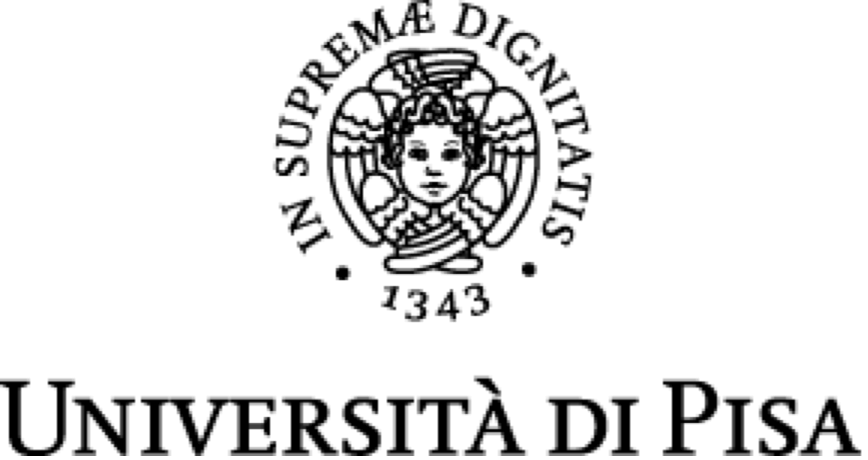 IN SUPREMÆ DIGNITATIS
• 1343 •
UNIVERSITÀ DI PISA